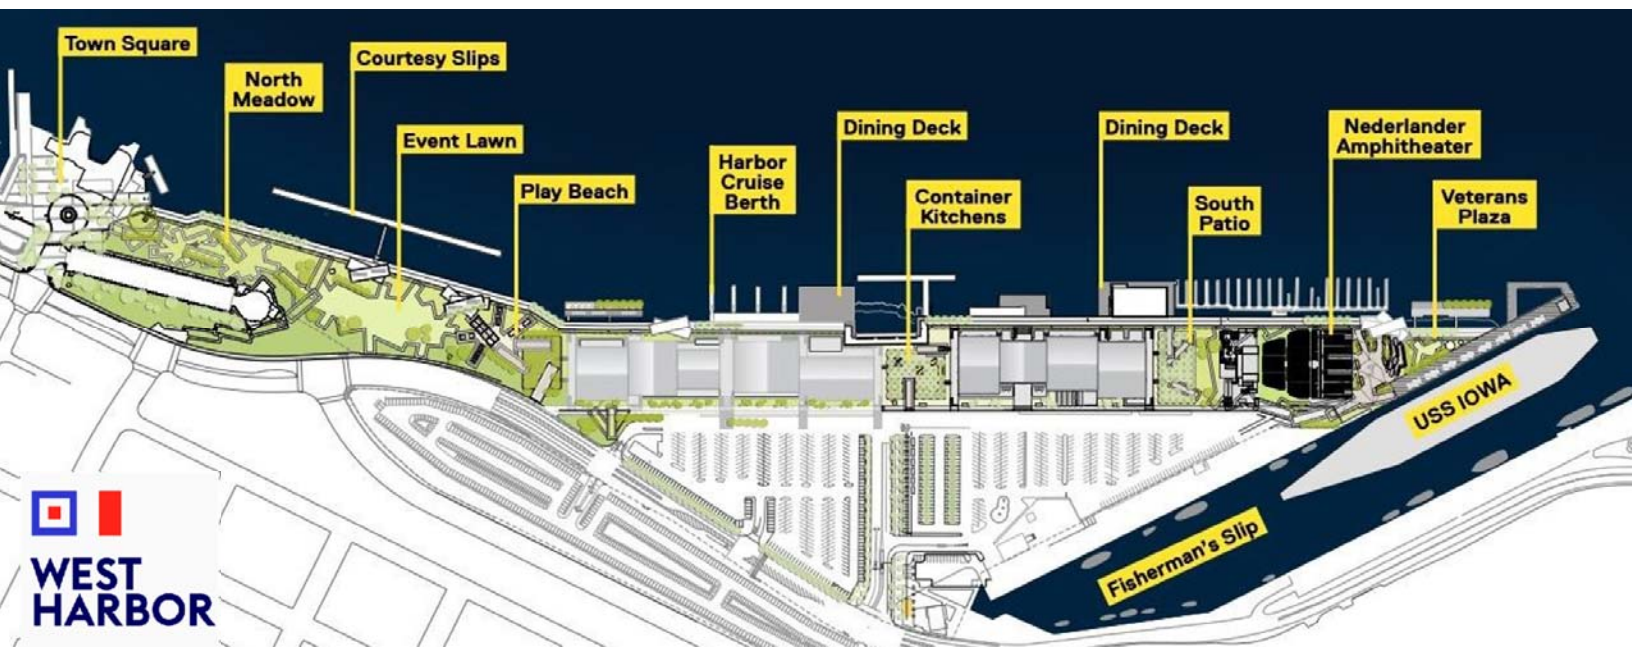 Town Square
North
Meadow
Courtesy Slips
Event Lawn
Play Beach
Harbor
Cruise
Berth
Dining Deck
Container
Kitchens
Dining Deck
South
Patio
Nederlander
Amphitheater
Veterans
Plaza
USS IOWA
Fisherman's Slip
WEST
HARBOR